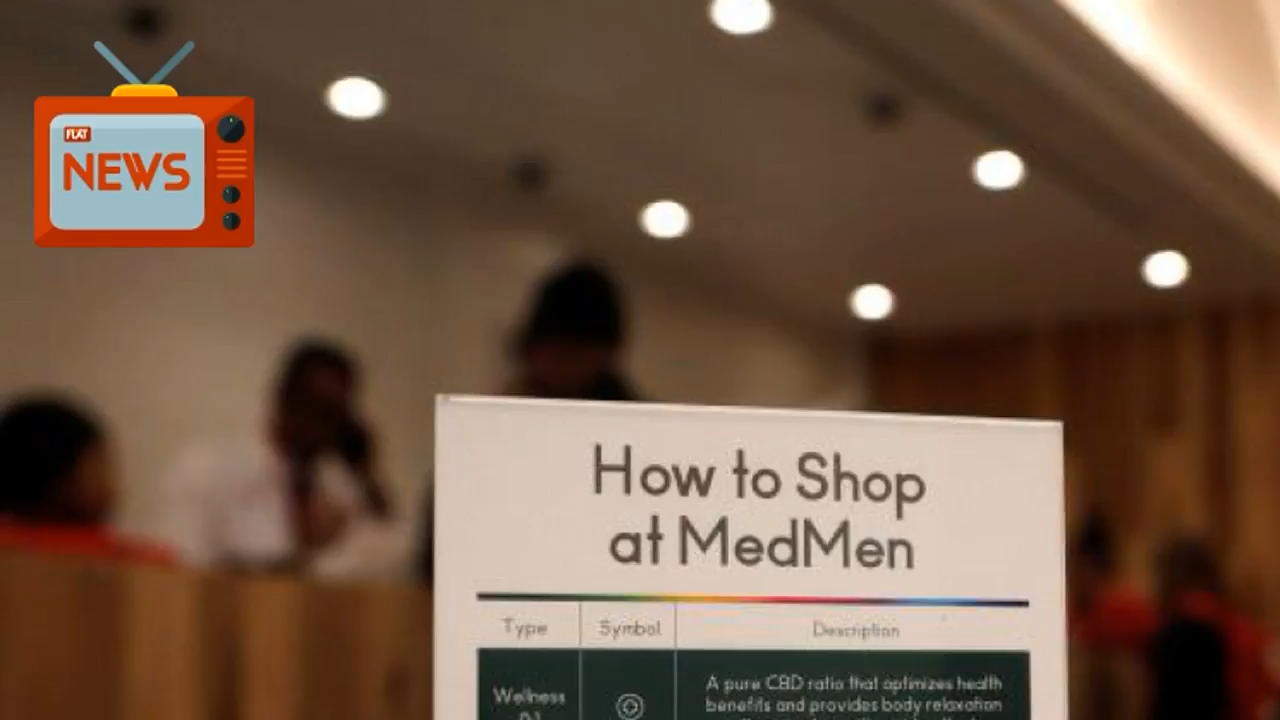 FLAT
NEWS
How to Shop
at MedMen
Type Symbol Description
Wellness
A pure CBD ratio that optimizes health
benefits and provides body relaxation